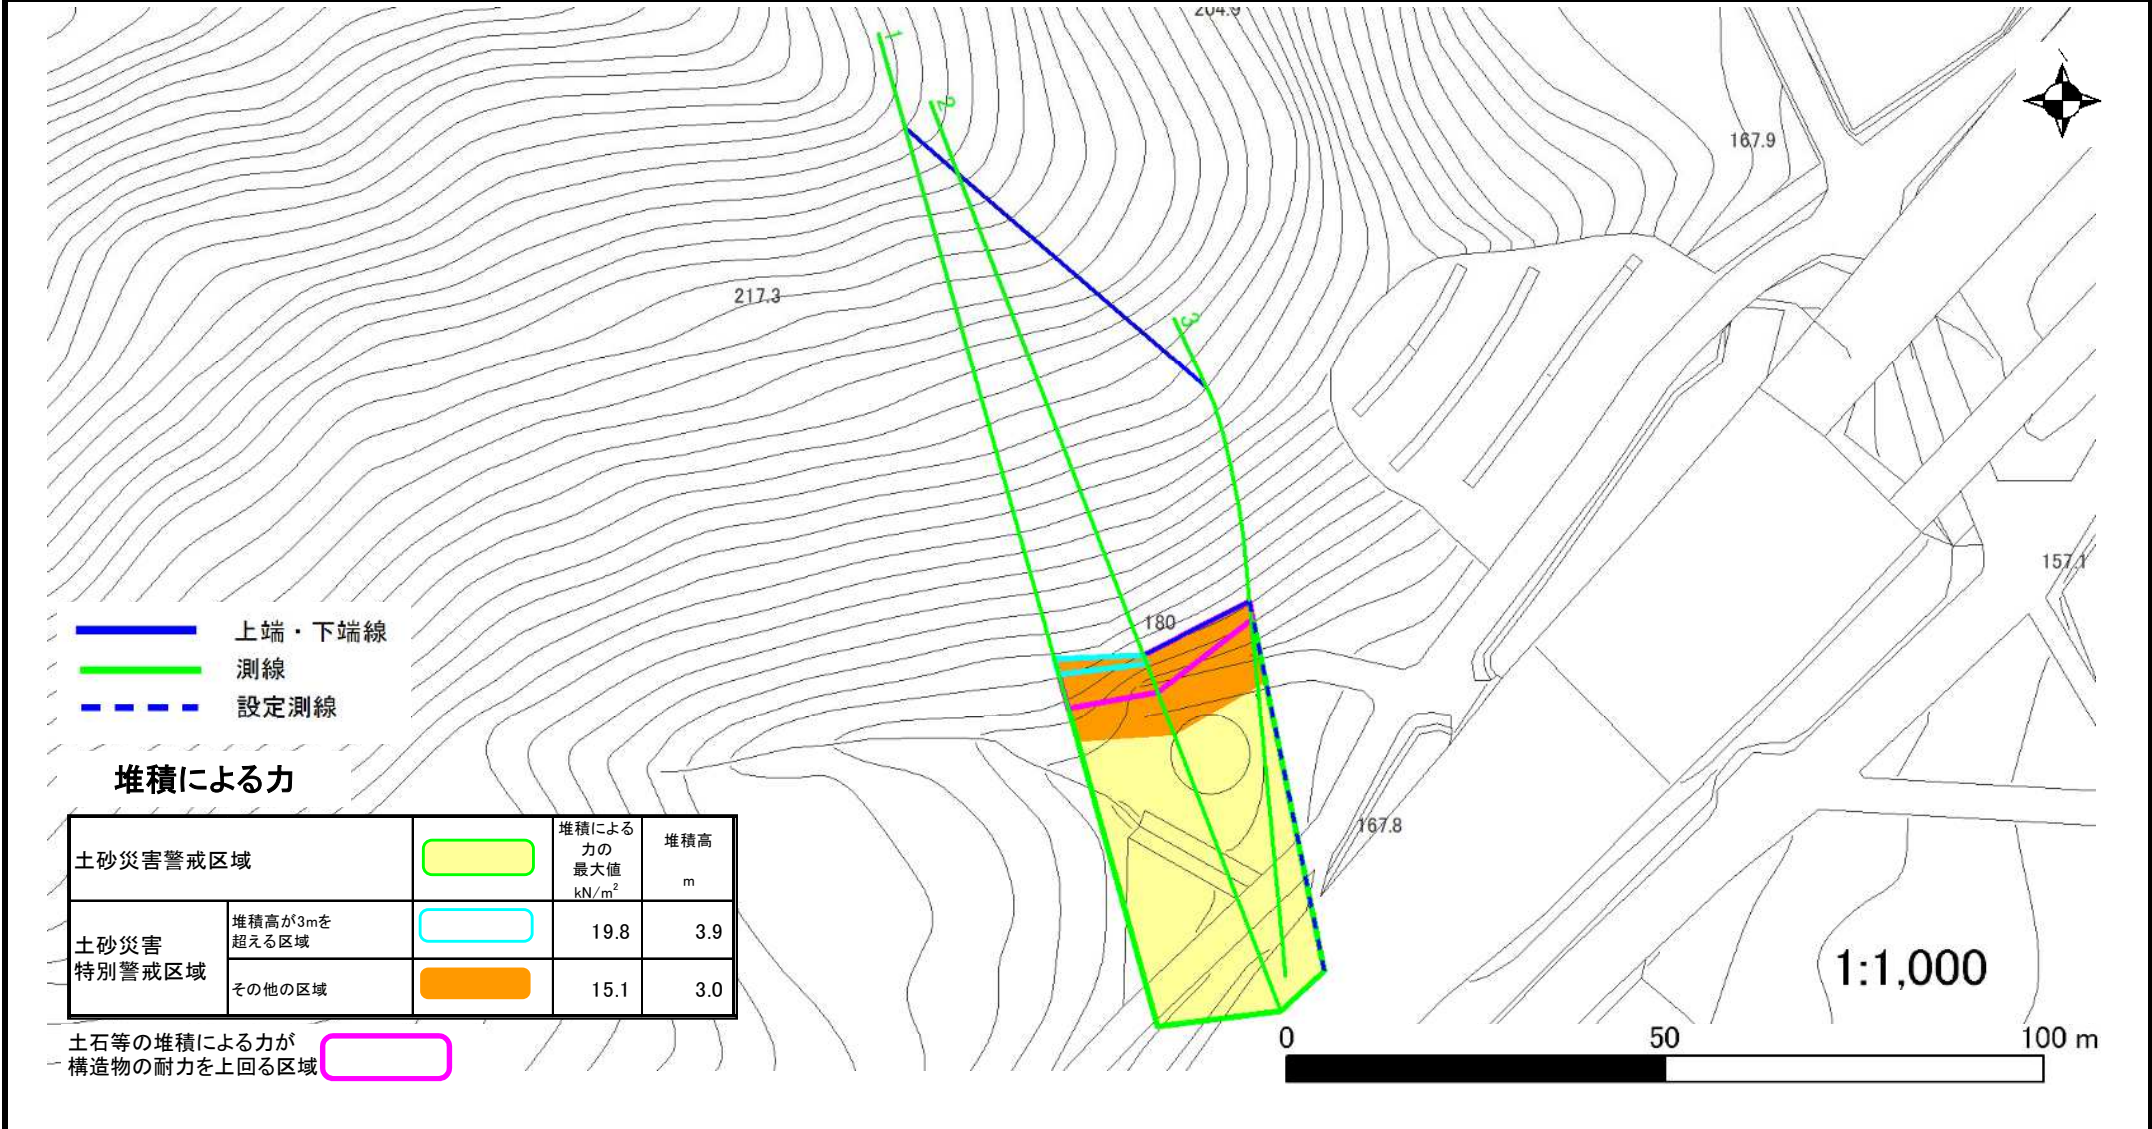 204.9
1
2
167.9
217.3
3
157.1
180
上端・下端線
測線
設定測線
堆積による力
167.8
土砂災害警戒区域
堆積による
力の
最大値
kN/m²
堆積高
m
土砂災害
特別警戒区域
堆積高が3mを
超える区域
19.8
3.9
その他の区域
15.1
3.0
1:1,000
土石等の堆積による力が
構造物の耐力を上回る区域
0
50
100 m